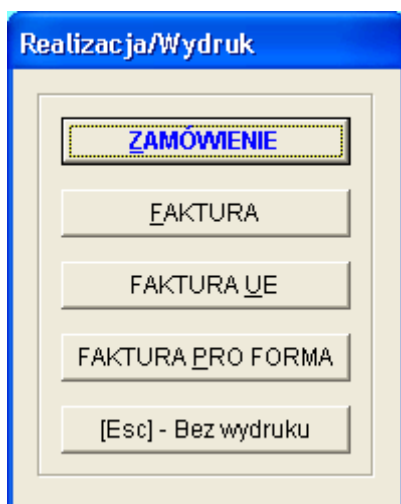 Realizacja/Wydruk
ZAMÓWIENIE
FAKTURA
FAKTURA UE
FAKTURA PRO FORMA
[Esc] - Bez wydruku